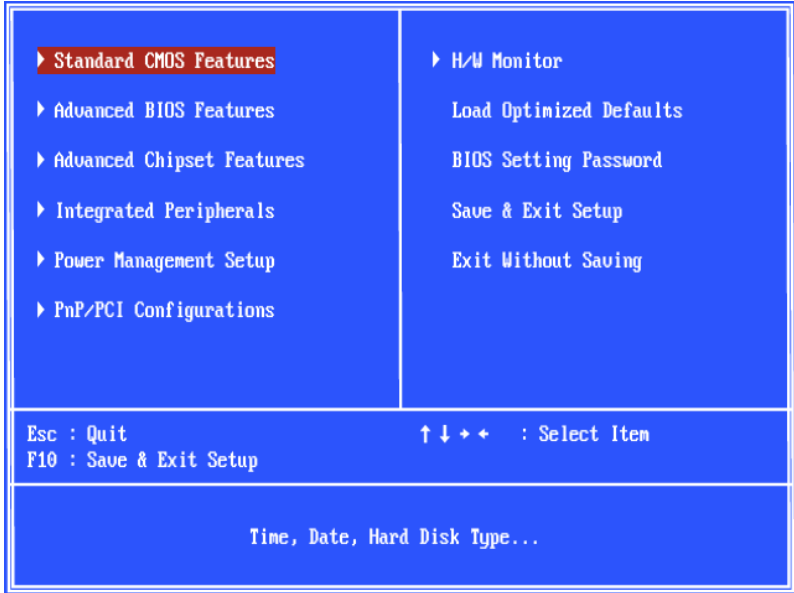 Standard CMOS Features
Advanced BIOS Features
Advanced Chipset Features
Integrated Peripherals
Power Management Setup
PnP/PCI Configurations
H/W Monitor
Load Optimized Defaults
BIOS Setting Password
Save & Exit Setup
Exit Without Saving
Esc : Quit
F10 : Save & Exit Setup
↑ ↓ → ← : Select Item
Time, Date, Hard Disk Type...